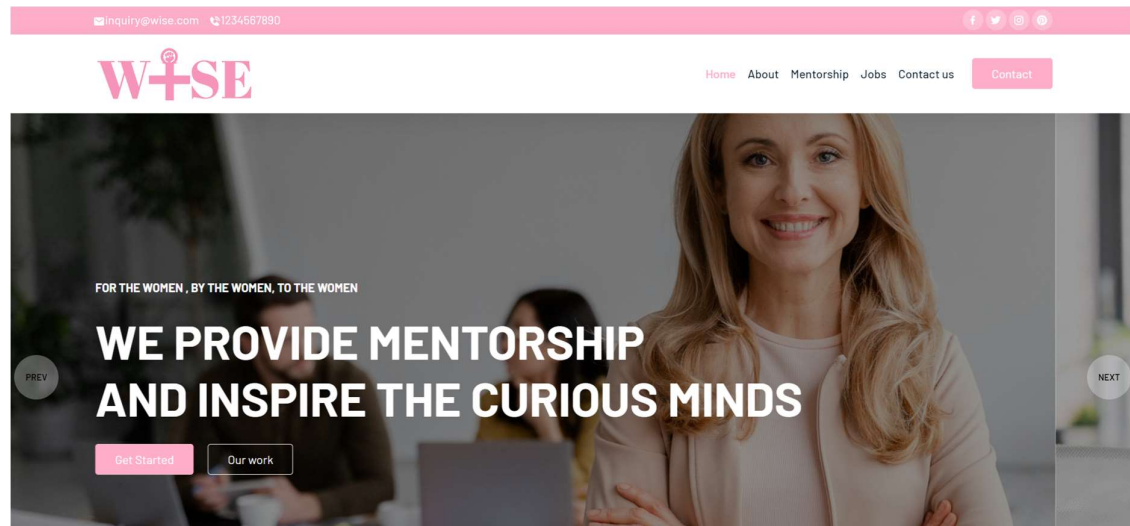 inquiry@wise.com 1234567890
WISE
Home About Mentorship Jobs Contact us Contact
FOR THE WOMEN , BY THE WOMEN, TO THE WOMEN
WE PROVIDE MENTORSHIP
AND INSPIRE THE CURIOUS MINDS
PREV
NEXT
Get Started Our work